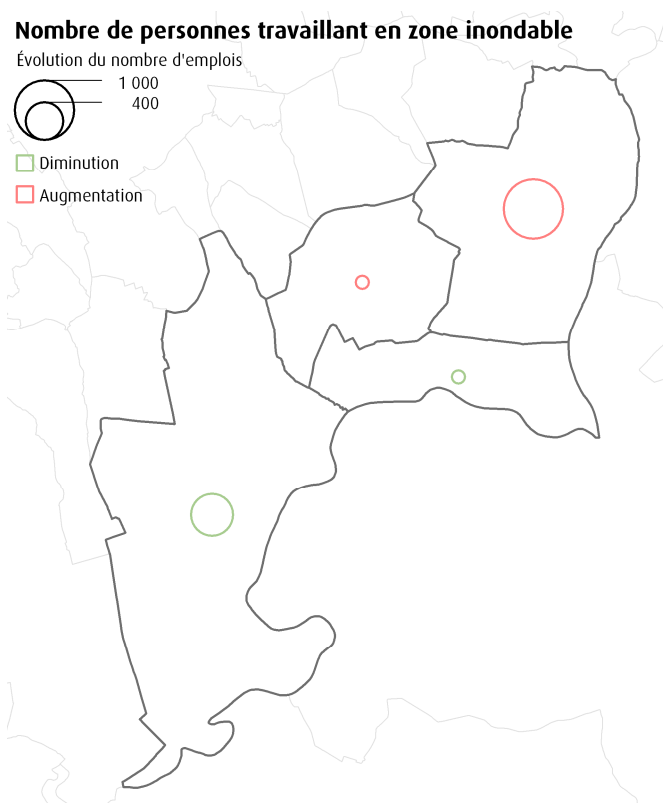 Nombre de personnes travaillant en zone inondable
Évolution du nombre d'emplois
1 000
400
Diminution
Augmentation